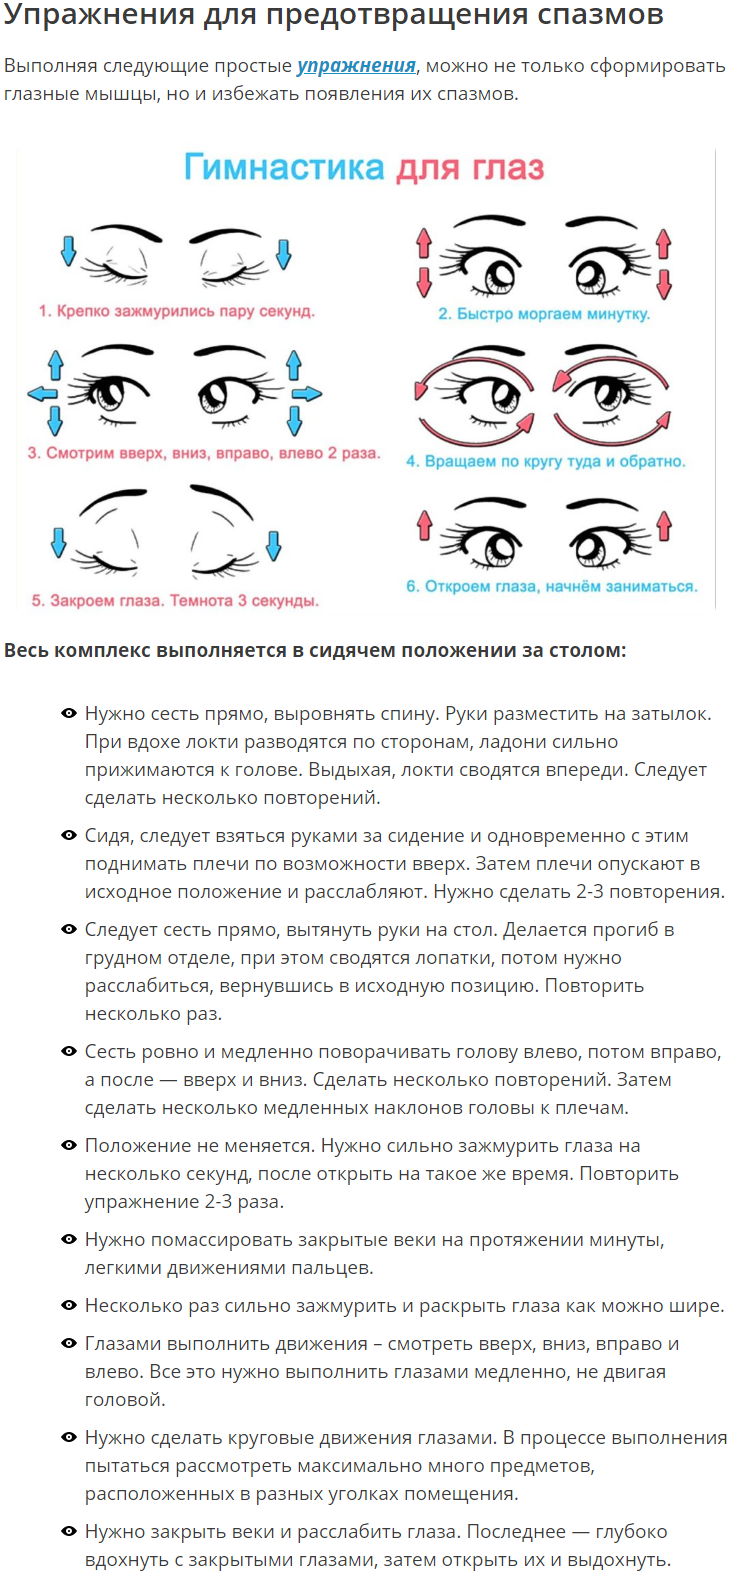 Упражнения для предотвращения спазмов
Выполняя следующие простые упражнения, можно не только сформировать
глазные мышцы, но и избежать появления их спазмов.
Гимнастика для глаз
1. Крепко зажмурились пару секунд.
2. Быстро моргаем минутку.
3. Смотрим вверх, вниз, вправо, влево 2 раза.
4. Вращаем по кругу туда и обратно.
5. Закроем глаза. Темнота 3 секунды.
6. Откроем глаза, начнём заниматься.
Весь комплекс выполняется в сидячем положении за столом:
Нужно сесть прямо, выровнять спину. Руки разместить на затылок.
При вдохе локти разводятся по сторонам, ладони сильно
прижимаются к голове. Выдыхая, локти сводятся впереди. Следует
сделать несколько повторений.
Сидя, следует взяться руками за сидение и одновременно с этим
поднимать плечи по возможности вверх. Затем плечи опускают в
исходное положение и расслабляют. Нужно сделать 2-3 повторения.
Следует сесть прямо, вытянуть руки на стол. Делается прогиб в
грудном отделе, при этом сводятся лопатки, потом нужно
расслабиться, вернувшись в исходную позицию. Повторить
несколько раз.
Сесть ровно и медленно поворачивать голову влево, потом вправо,
а после — вверх и вниз. Сделать несколько повторений. Затем
сделать несколько медленных наклонов головы к плечам.
Положение не меняется. Нужно сильно зажмурить глаза на
несколько секунд, после открыть на такое же время. Повторить
упражнение 2-3 раза.
Нужно помассировать закрытые веки на протяжении минуты,
легкими движениями пальцев.
Несколько раз сильно зажмурить и раскрыть глаза как можно шире.
Глазами выполнить движения – смотреть вверх, вниз, вправо и
влево. Все это нужно выполнить глазами медленно, не двигая
головой.
Нужно сделать круговые движения глазами. В процессе выполнения
пытаться рассмотреть максимально много предметов,
расположенных в разных уголках помещения.
Нужно закрыть веки и расслабить глаза. Последнее — глубоко
вдохнуть с закрытыми глазами, затем открыть их и выдохнуть.